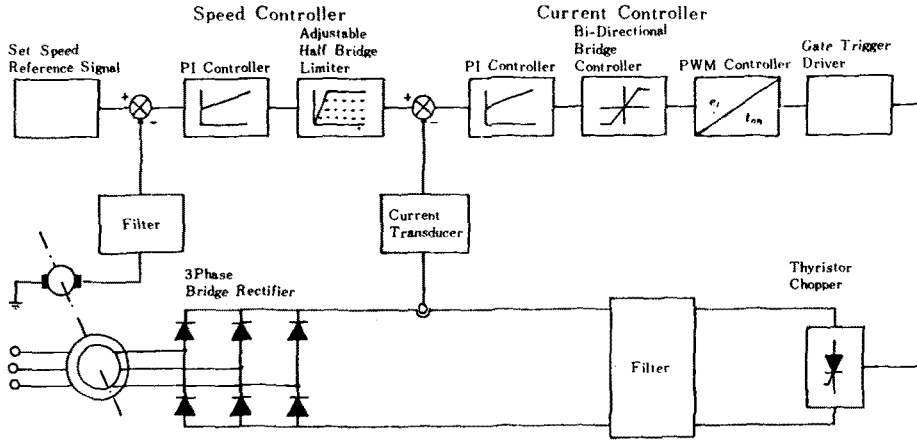 Speed Controller
Current Controller
Set Speed
Reference Signal
PI Controller
Adjustable
Half Bridge
Limiter
PI Controller
Bi-Directional
Bridge
Controller
PWM Controller
Gate Trigger
Driver
+
-
+
-
ton
Filter
Current
Transducer
3Phase
Bridge Rectifier
Filter
Thyristor
Chopper